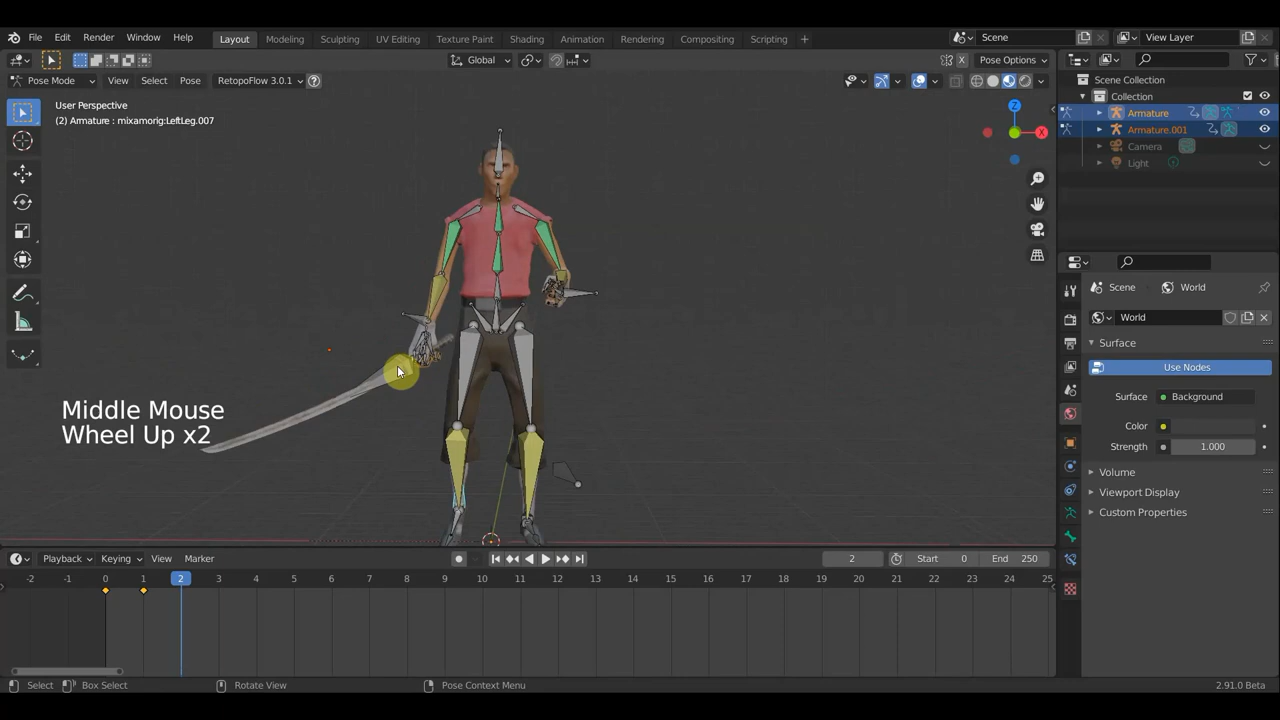 File Edit Render Window Help Layout Modeling Sculpting UV Editing Texture Paint Shading Animation Rendering Compositing Scripting + Scene View Layer
Global Pose Options
Pose Mode View Select Pose RetopoFlow 3.0.1
User Perspective
(2) Armature : mixamorig:LeftLeg.007
Z
X
Scene Collection
Collection
Armature
Armature.001
Camera
Light
Scene World
World
Surface
Use Nodes
Surface Background
Color
Strength 1.000
Volume
Viewport Display
Custom Properties
Middle Mouse
Wheel Up x2
Playback Keying View Marker 2 Start 0 End 250
-2 -1 0 1 2 3 4 5 6 7 8 9 10 11 12 13 14 15 16 17 18 19 20 21 22 23 24 25
Select Box Select Rotate View Pose Context Menu 2.91.0 Beta